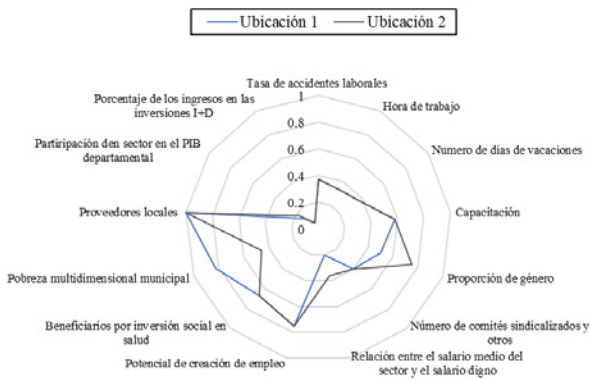 Ubicación 1 Ubicación 2
Tasa de accidentes laborales
Hora de trabajo
Numero de dias de vacaciones
Capacitación
Proporción de género
Número de comités sindicalizados y
otros
Relación entre el salario medio del
sector y el salario digno
Potencial de creación de empleo
Beneficiarios por inversión social en
salud
Pobreza multidimensional municipal
Proveedores locales
Partiripación den sector en el PIB
departamental
Porcentaje de los ingresos en las
inversiones I+D
1
0.8
0.6
0.4
0.2
0